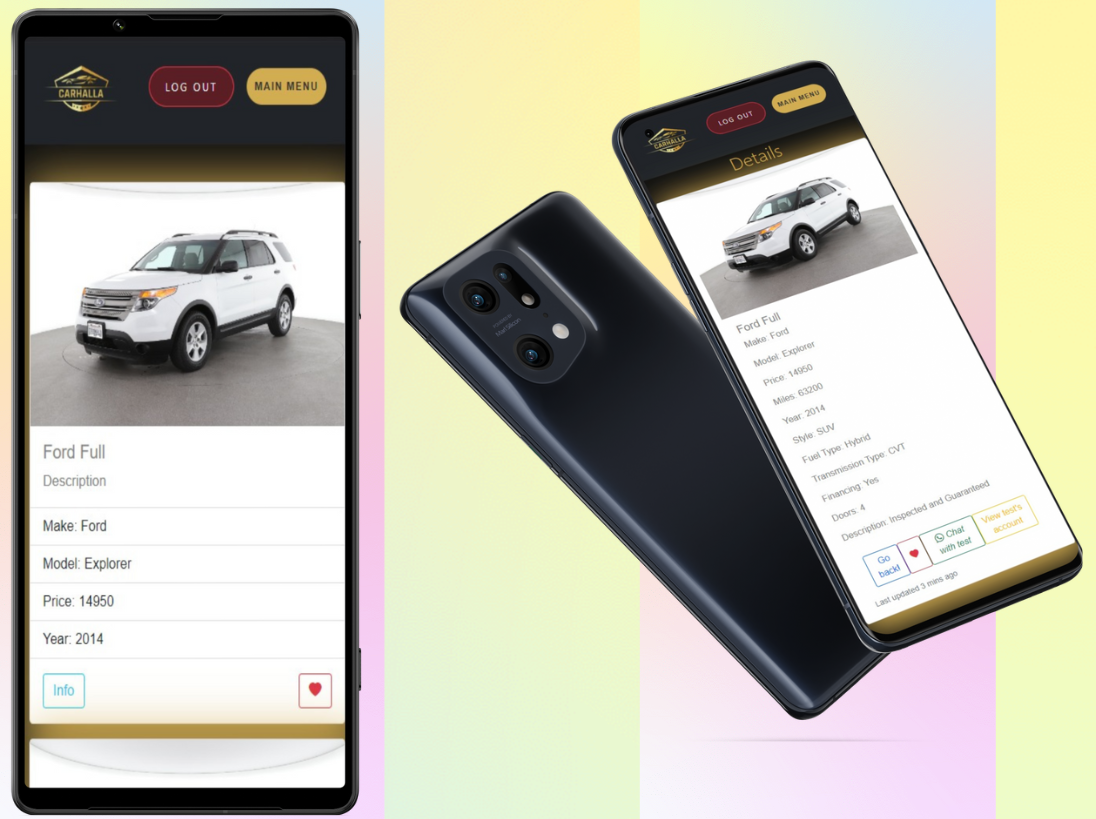 CARHALLA
LOG OUT
MAIN MENU
Ford Full
Description
Make: Ford
Model: Explorer
Price: 14950
Year: 2014
Info
CARHALLA
LOG OUT
MAIN MENU
Details
Ford Full
Make: Ford
Model: Explorer
Price: 14950
Miles: 63200
Year: 2014
Style: SUV
Fuel Type: Hybrid
Transmission Type: CVT
Financing: Yes
Doors: 4
Description: Inspected and Guaranteed
Go
back!
Chat
with test
View test's
account
Last updated 3 mins ago